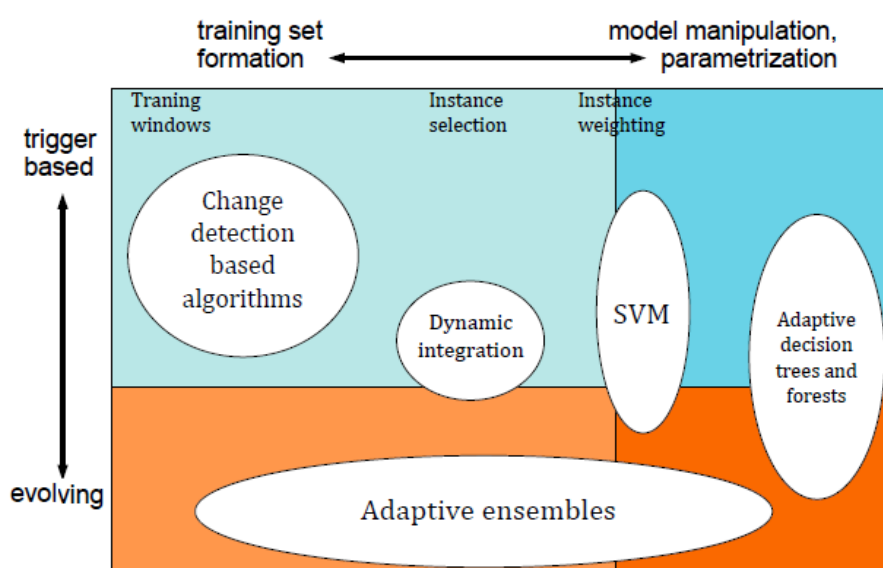 training set
formation
model manipulation,
parametrization
Traning
windows
Instance
selection
Instance
weighting
trigger
based
Change
detection
based
algorithms
Dynamic
integration
SVM
Adaptive
decision
trees and
forests
evolving
Adaptive ensembles